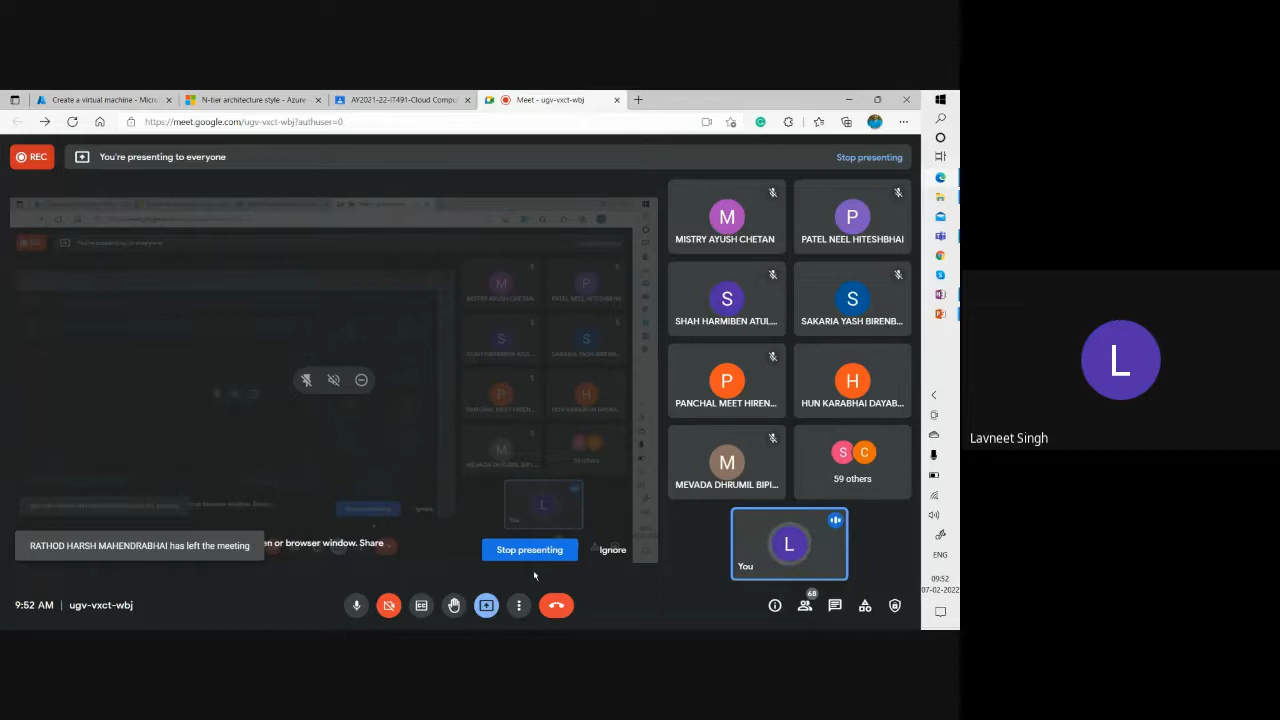 Create a virtual machine - Micro
N-tier architecture style - Azure
AY2021-22-IT491-Cloud Compu
Meet - ugv-vxct-wbj
https://meet.google.com/ugv-vxct-wbj?authuser=0
REC
You're presenting to everyone
Stop presenting
M
MISTRY AYUSH CHETAN
P
PATEL NEEL HITESHBHAI
S
SHAH HARMIBEN ATUL...
S
SAKARIA YASH BIRENB...
P
PANCHAL MEET HIREN...
H
HUN KARABHAI DAYAB...
M
MEVADA DHRUMIL BIPI...
S C
59 others
L
You
RATHOD HARSH MAHENDRABHAI has left the meeting
en or browser window. Share
Stop presenting
Ignore
9:52 AM | ugv-vxct-wbj
68
ENG
09:52
07-02-2022
L
Lavneet Singh